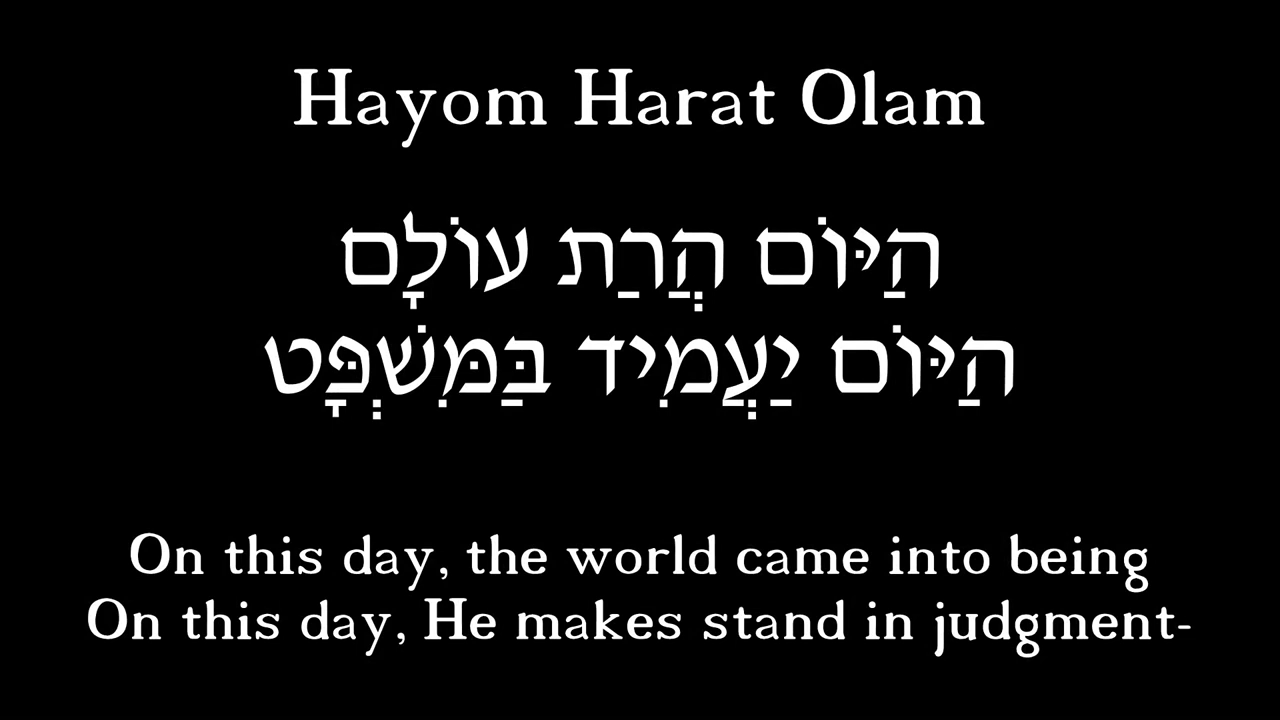 Hayom Harat Olam
הַיּוֹם הֲרַת עוֹלָם
הַיּוֹם יַעֲמִיד בַּמִּשְׁפָּט
On this day, the world came into being
On this day, He makes stand in judgment-